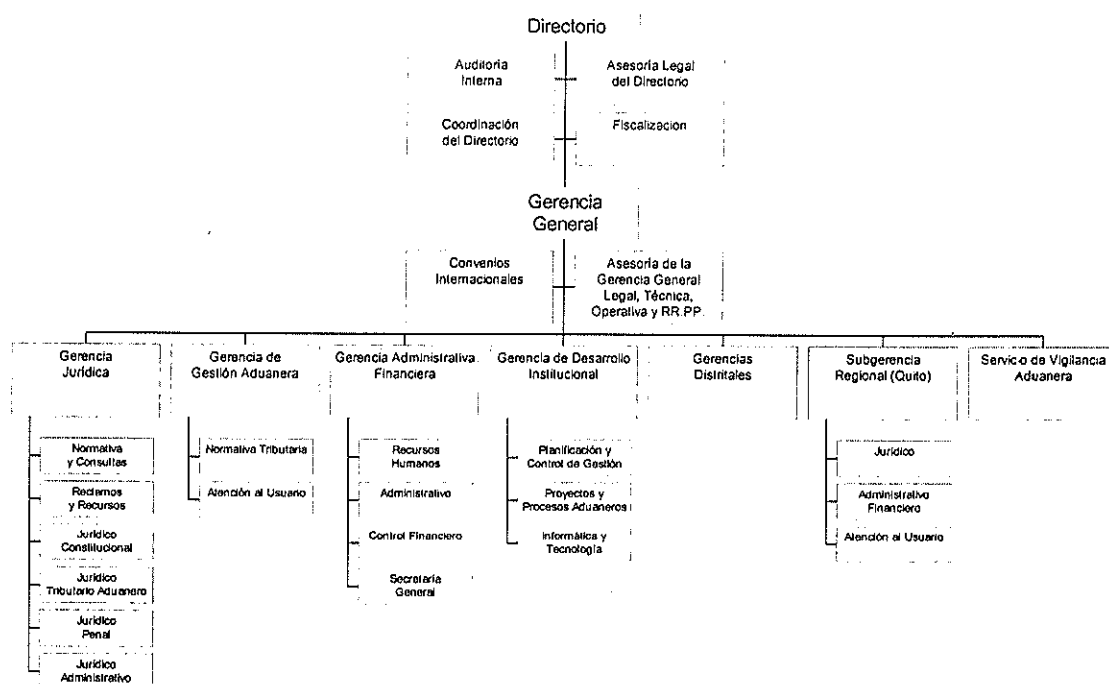 Directorio
Auditoría
Interna
Asesoría Legal
del Directorio
Coordinación
del Directorio
Fiscalización
Gerencia
General
Convenios
Internacionales
Asesoría de la
Gerencia General
Legal, Técnica,
Operativa y RR.PP.
Gerencia
Jurídica
Gerencia de
Gestión Aduanera
Gerencia Administrativa
Financiera
Gerencia de Desarrollo
Institucional
Gerencias
Distritales
Subgerencia
Regional (Quito)
Servicio de Vigilancia
Aduanera
Normativa
y Consultas
Reclamos
y Recursos
Jurídico
Constitucional
Jurídico
Tributario Aduanero
Jurídico
Penal
Jurídico
Administrativo
Normativa Tributaria
Atención al Usuario
Recursos
Humanos
Administrativo
Control Financiero
Secretaría
General
Planificación y
Control de Gestión
Proyectos y
Procesos Aduaneros
Informática y
Tecnología
Jurídico
Administrativo
Financiero
Atención al Usuario